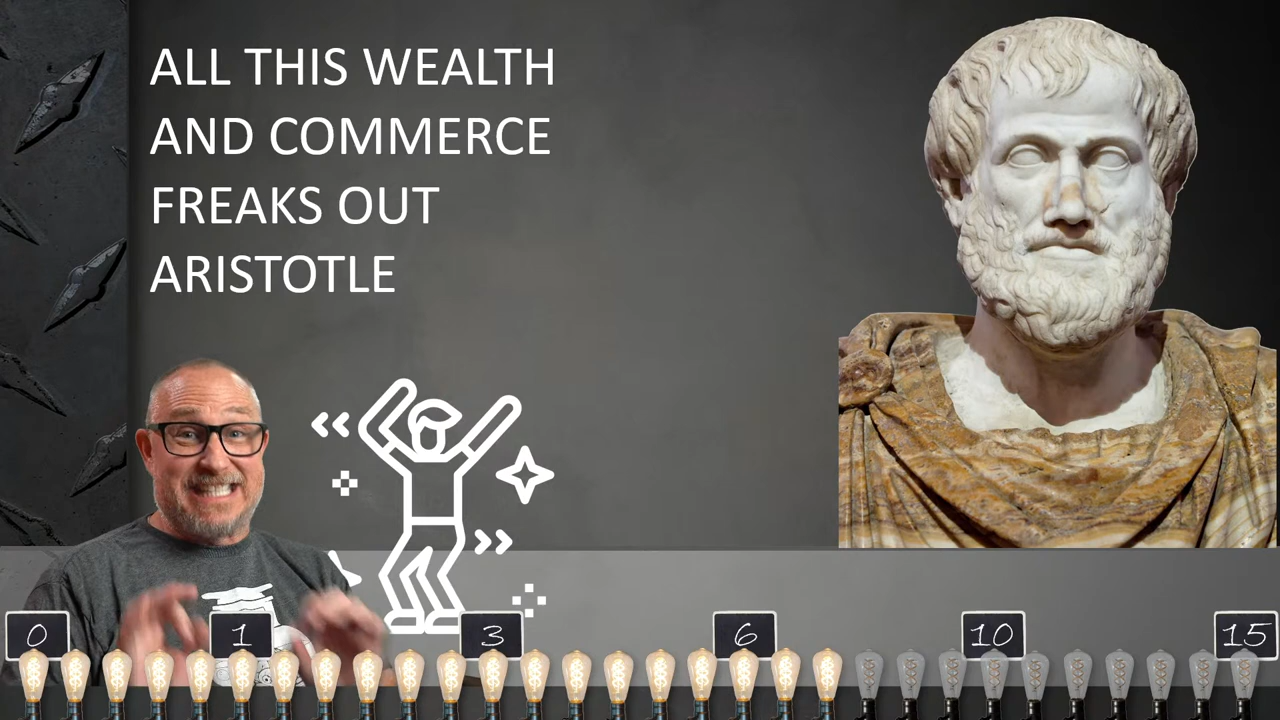 ALL THIS WEALTH
AND COMMERCE
FREAKS OUT
ARISTOTLE
0 1 3 6 10 15